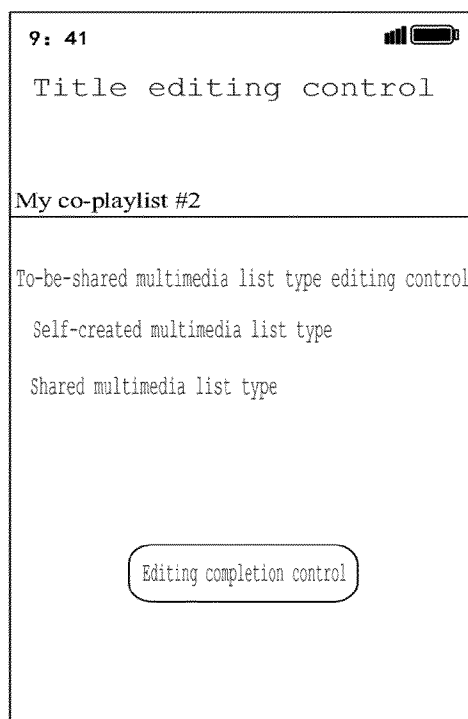 9: 41
Title editing control
My co-playlist #2
To-be-shared multimedia list type editing control
Self-created multimedia list type
Shared multimedia list type
Editing completion control